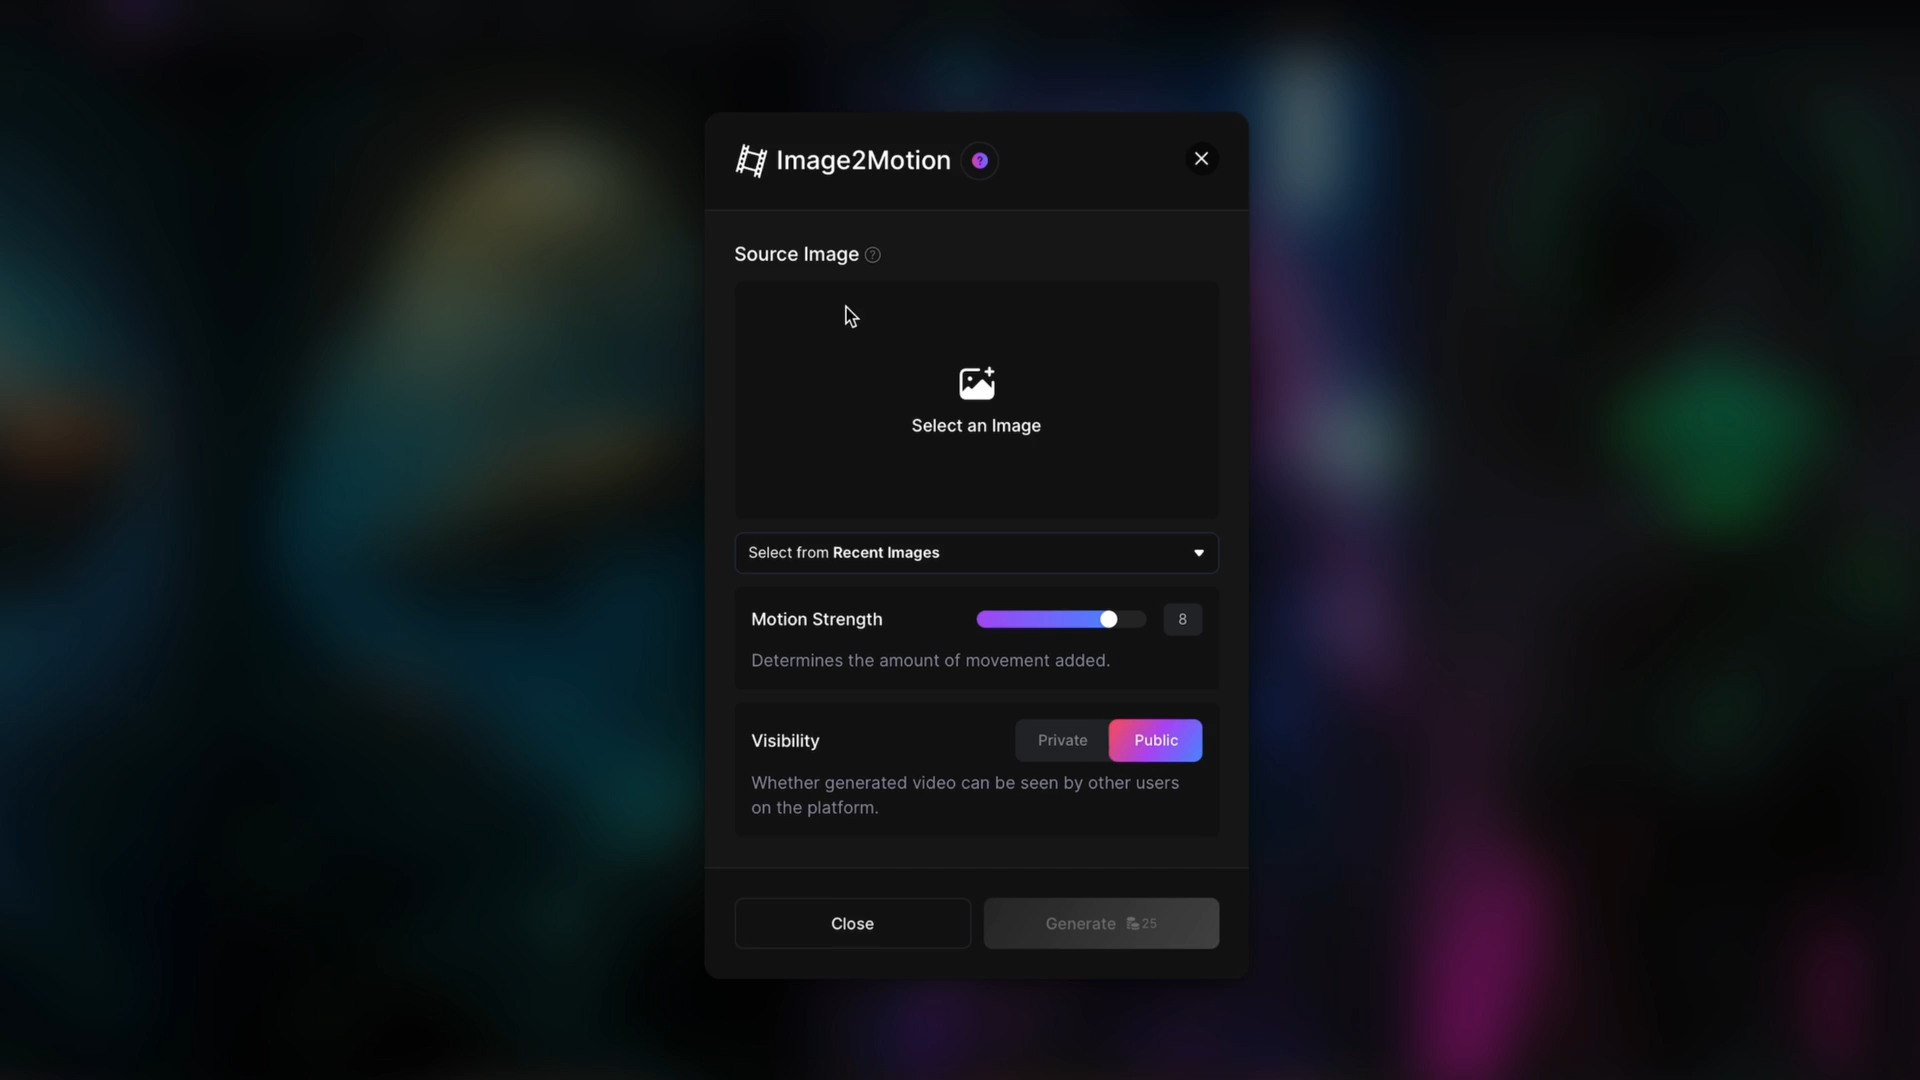 Image2Motion ?
Source Image ?
Select an Image
Select from Recent Images
Motion Strength 8
Determines the amount of movement added.
Visibility Private Public
Whether generated video can be seen by other users
on the platform.
Close Generate 25